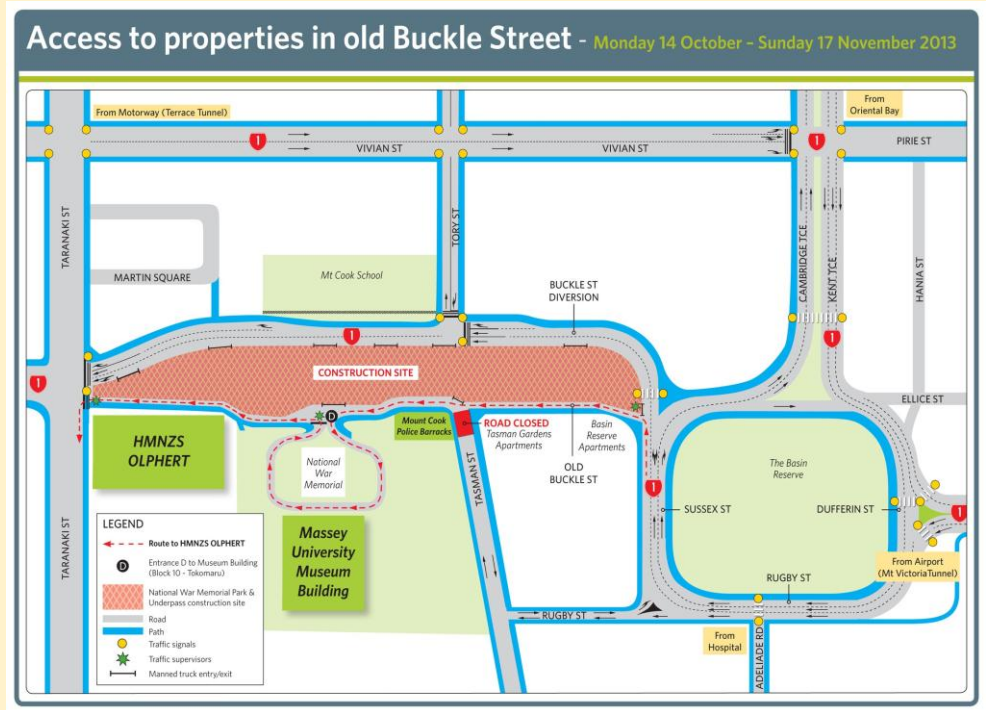 Access to properties in old Buckle Street - Monday 14 October – Sunday 17 November 2013
From Motorway (Terrace Tunnel)
From
Oriental Bay
1
VIVIAN ST
VIVIAN ST
1
PIRIE ST
TARANAKI ST
TORY ST
CAMBRIDGE TCE
KENT TCE
HANIA ST
MARTIN SQUARE
Mt Cook School
BUCKLE ST
DIVERSION
1
1
1
CONSTRUCTION SITE
ELLICE ST
HMNZS
OLPHERT
D
Mount Cook
Police Barracks
ROAD CLOSED
Tasman Gardens
Apartments
Basin
Reserve
Apartments
National
War
Memorial
OLD
BUCKLE ST
TASMAN ST
The Basin
Reserve
1
SUSSEX ST
DUFFERIN ST
1
Massey
University
Museum
Building
TARANAKI ST
From Airport
(Mt VictoriaTunnel)
RUGBY ST
RUGBY ST
From
Hospital
ADELIADE RD
LEGEND
Route to HMNZS OLPHERT
D
Entrance D to Museum Building
(Block 10 - Tokomaru)
National War Memorial Park &
Underpass construction site
Road
Path
Traffic signals
Traffic supervisors
Manned truck entry/exit